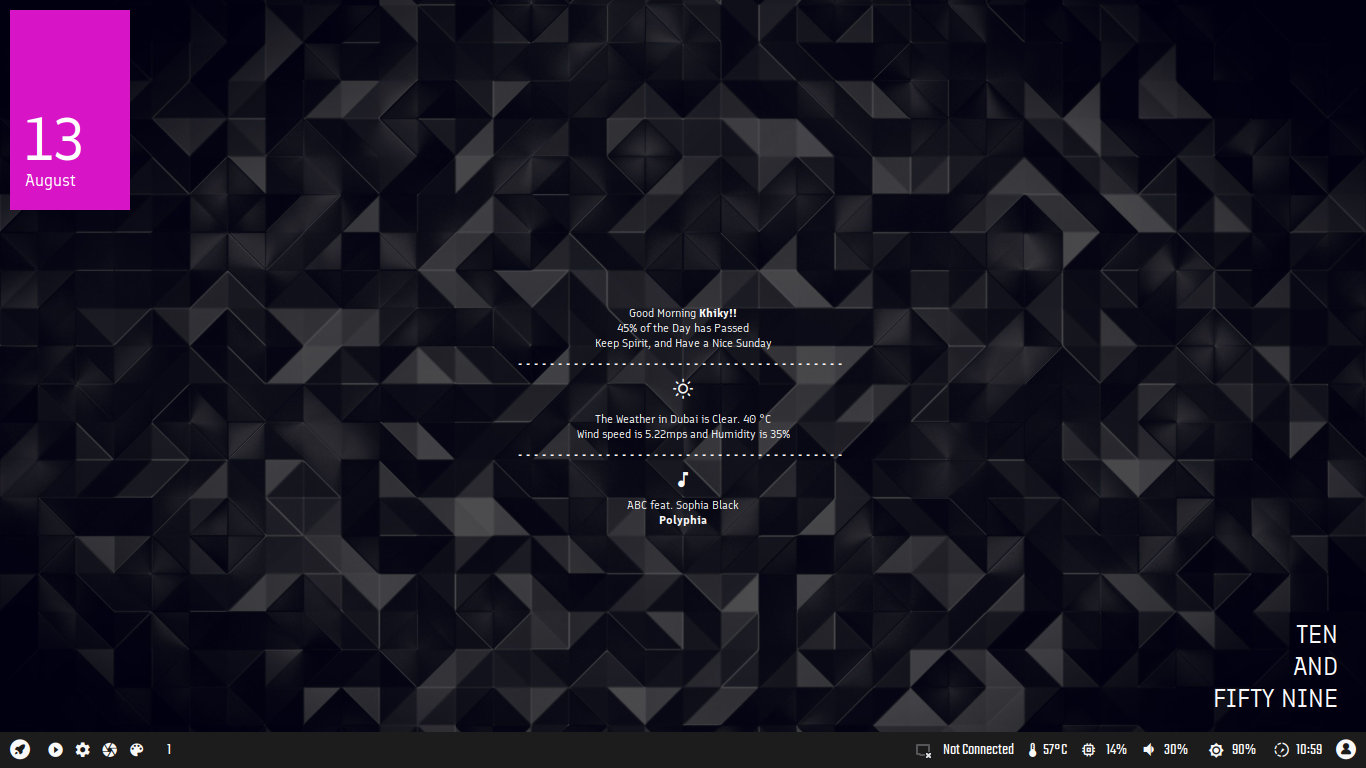 13
August
Good Morning Khiky!!
45% of the Day has Passed
Keep Spirit, and Have a Nice Sunday
The Weather in Dubai is Clear. 40 °C
Wind speed is 5.22mps and Humidity is 35%
ABC feat. Sophia Black
Polyphia
TEN
AND
FIFTY NINE
1 Not Connected 57°C 14% 30% 90% 10:59